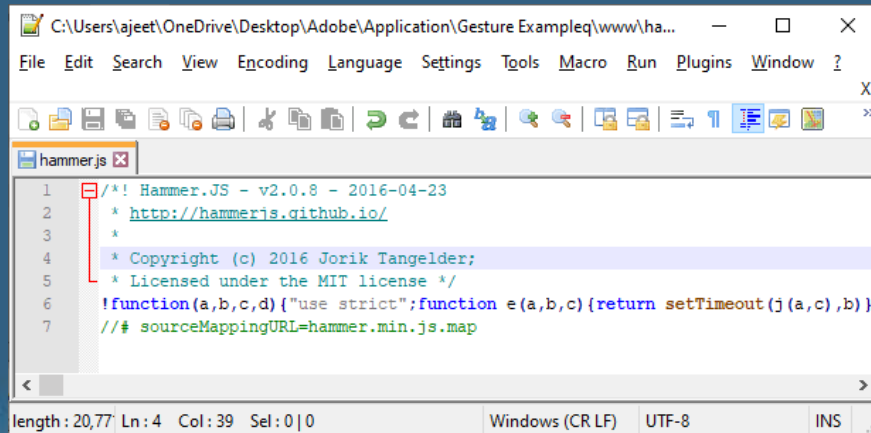 C:\Users\ajeet\OneDrive\Desktop\Adobe\Application\Gesture Exampleq\www\ha...
File Edit Search View Encoding Language Settings Tools Macro Run Plugins Window ?
X
hammer.js
1 /*! Hammer.JS - v2.0.8 - 2016-04-23
2 * http://hammerjs.github.io/
3 *
4 * Copyright (c) 2016 Jorik Tangelder;
5 * Licensed under the MIT license */
6 !function(a,b,c,d){"use strict";function e(a,b,c){return setTimeout(j(a,c),b)}
7 //# sourceMappingURL=hammer.min.js.map
length : 20,77 Ln : 4 Col : 39 Sel : 0 | 0 Windows (CR LF) UTF-8 INS